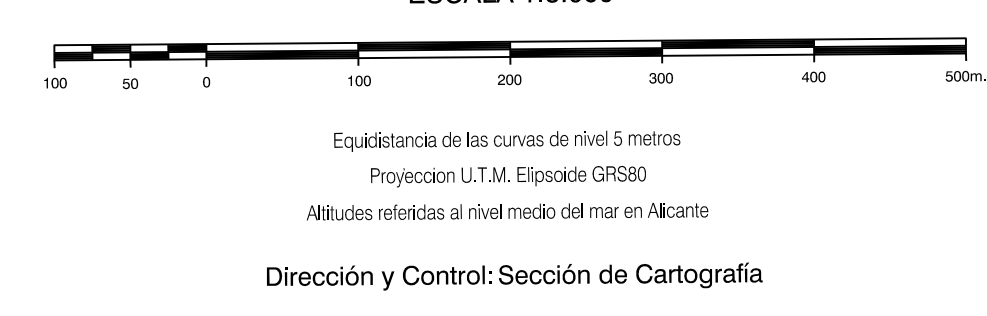 100 50 0 100 200 300 400 500m.
Equidistancia de las curvas de nivel 5 metros
Proyeccion U.T.M. Elipsoide GRS80
Altitudes referidas al nivel medio del mar en Alicante
Dirección y Control: Sección de Cartografía